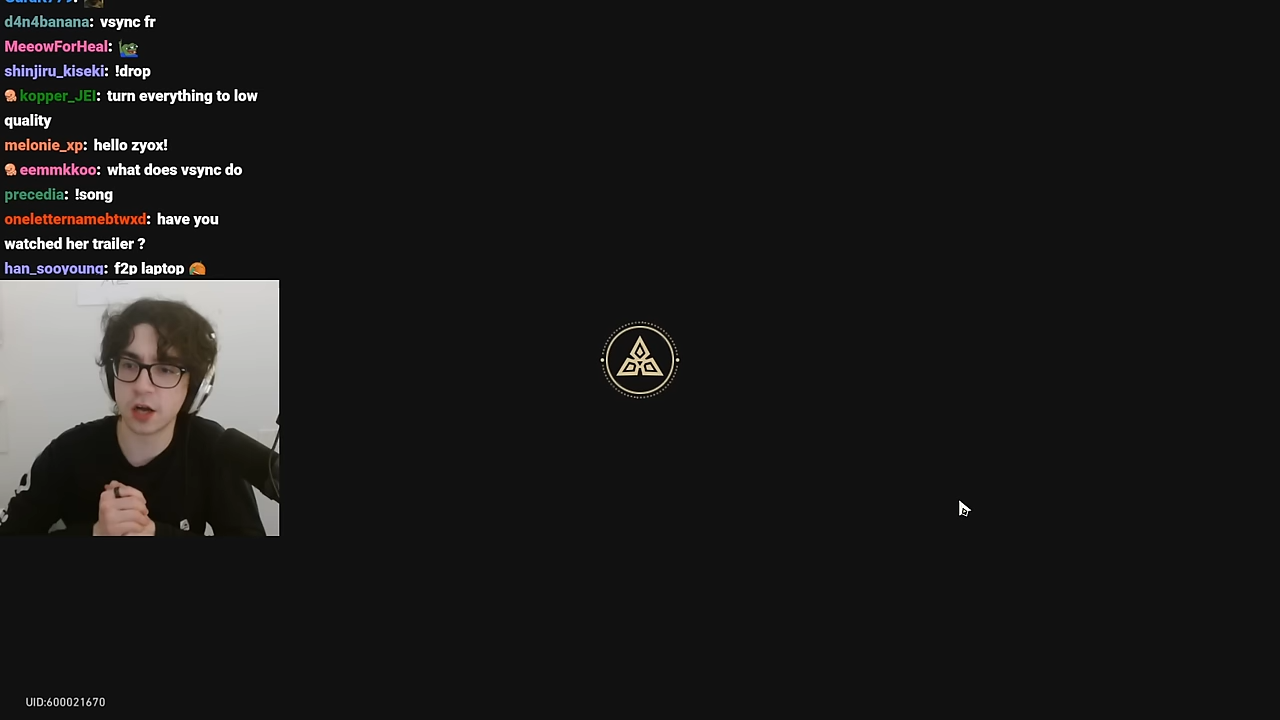 d4n4banana: vsync fr
MeeowForHeal:
shinjiru_kiseki: !drop
kopper_JEI: turn everything to low
quality
melonie_xp: hello zyox!
eemmkkoo: what does vsync do
precedia: !song
oneletternamebtwxd: have you
watched her trailer ?
han_sooyoung: f2p laptop
UID:600021670